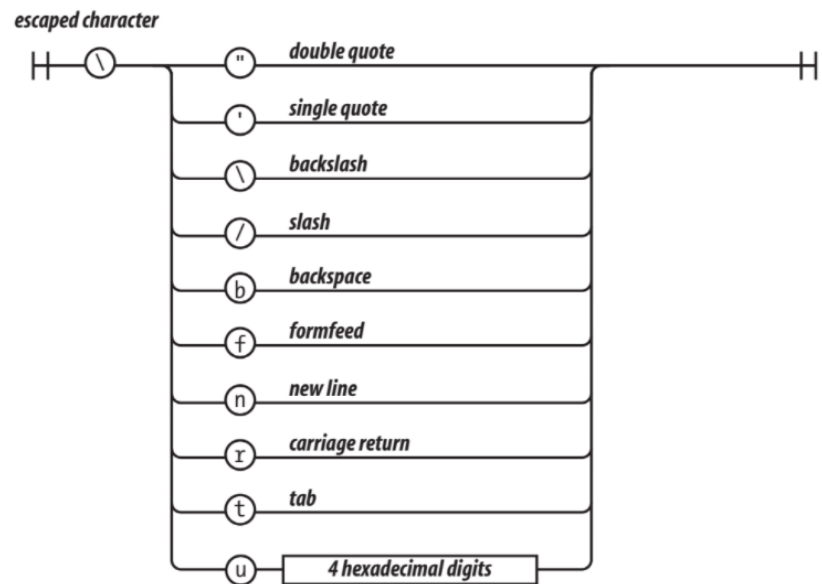 escaped character
\ " double quote
' single quote
\ backslash
/ slash
b backspace
f formfeed
n new line
r carriage return
t tab
u 4 hexadecimal digits